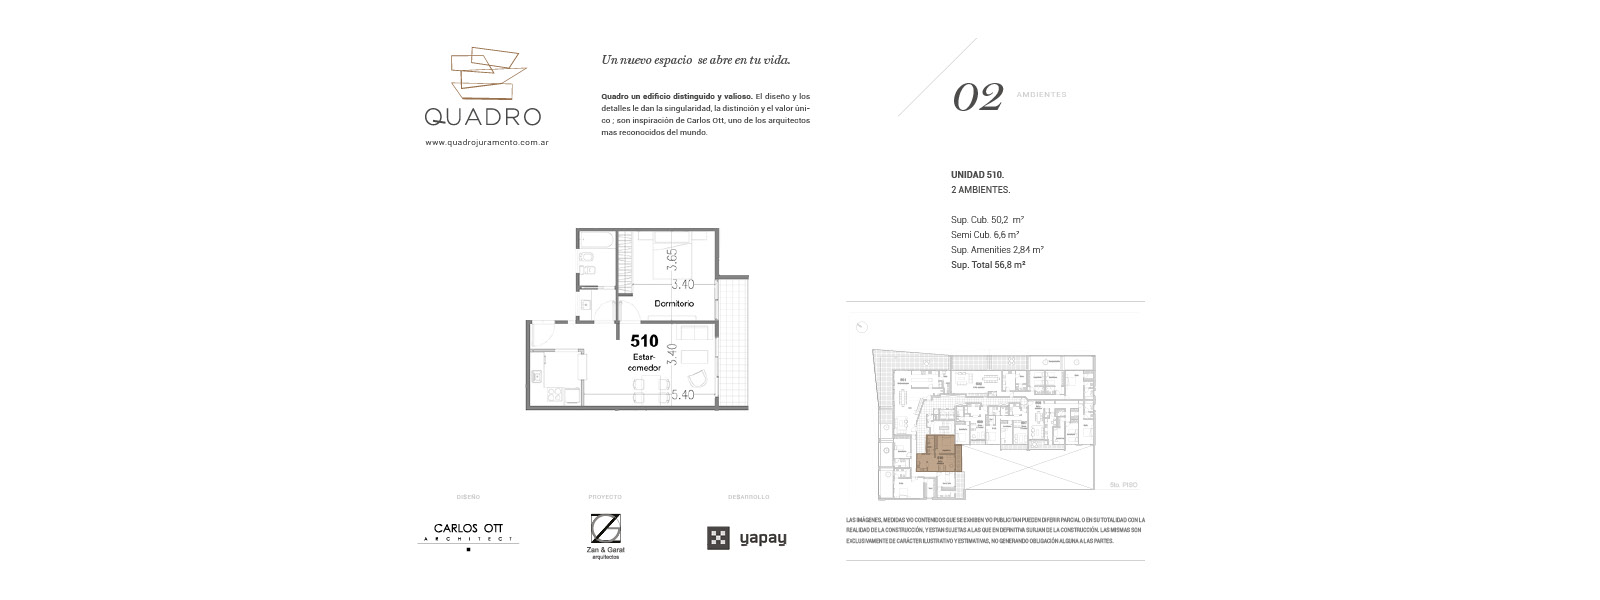 QUADRO
www.quadrojuramento.com.ar
Un nuevo espacio se abre en tu vida.
Quadro un edificio distinguido y valioso. El diseño y los
detalles le dan la singularidad, la distinción y el valor úni-
co ; son inspiración de Carlos Ott, uno de los arquitectos
mas reconocidos del mundo.
02 AMBIENTES
UNIDAD 510.
2 AMBIENTES.
Sup. Cub. 50,2 m²
Semi Cub. 6,6 m²
Sup. Amenities 2,84 m²
Sup. Total 56,8 m²
3.65
3.40
Dormitorio
510
Estar-
comedor
3.40
5.40
5to. PISO
LAS IMÁGENES, MEDIDAS Y/O CONTENIDOS QUE SE EXHIBEN Y/O PUBLICITAN PUEDEN DIFERIR PARCIAL O EN SU TOTALIDAD CON LA
REALIDAD DE LA CONSTRUCCIÓN, Y ESTAN SUJETAS A LAS QUE EN DEFINITIVA SURJAN DE LA CONSTRUCCIÓN. LAS MISMAS SON
EXCLUSIVAMENTE DE CARÁCTER ILUSTRATIVO Y ESTIMATIVAS, NO GENERANDO OBLIGACIÓN ALGUNA A LAS PARTES.
DISEÑO
CARLOS OTT
ARCHITECT
PROYECTO
Zan & Garat
arquitectos
DESARROLLO
yapay